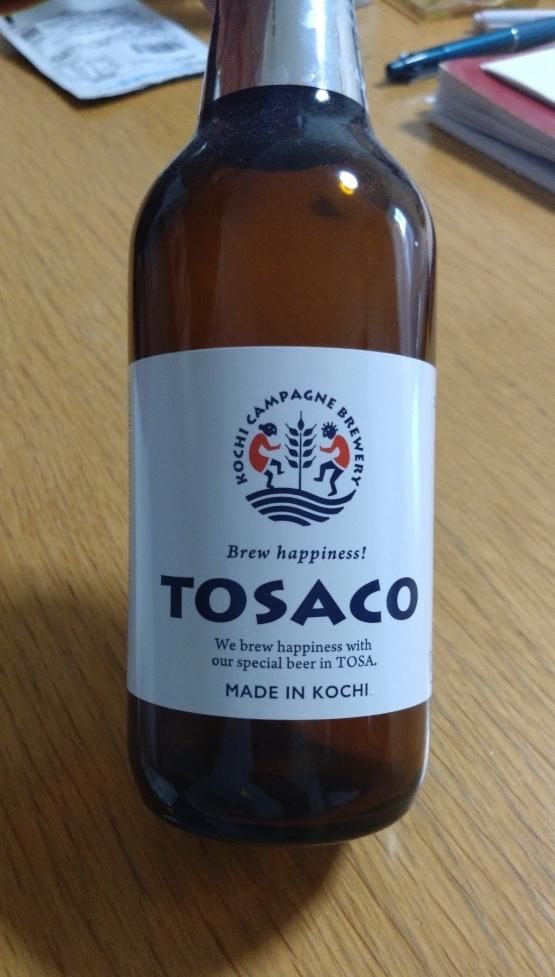 KOCHI CAMPAGNE BREWERY
Brew happiness!
TOSACO
We brew happiness with
our special beer in TOSA.
MADE IN KOCHI.